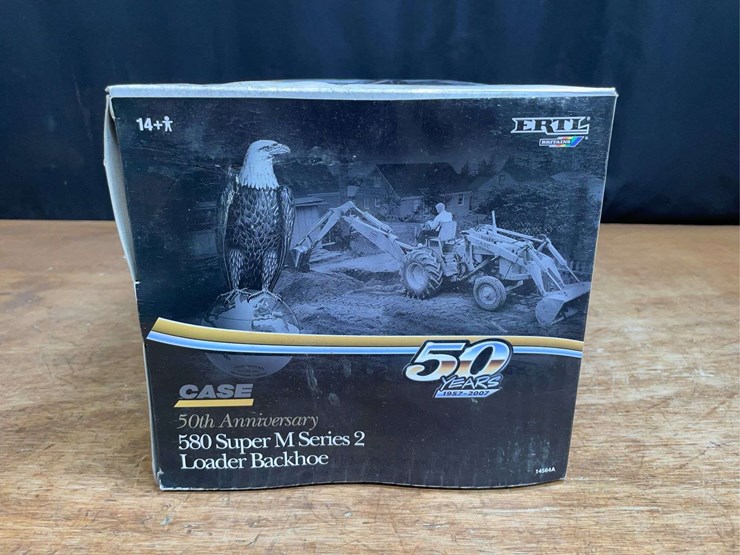 14+
ERTL
BRITAINS
50
YEARS
1957-2007
CASE
50th Anniversary
580 Super M Series 2
Loader Backhoe
14564A